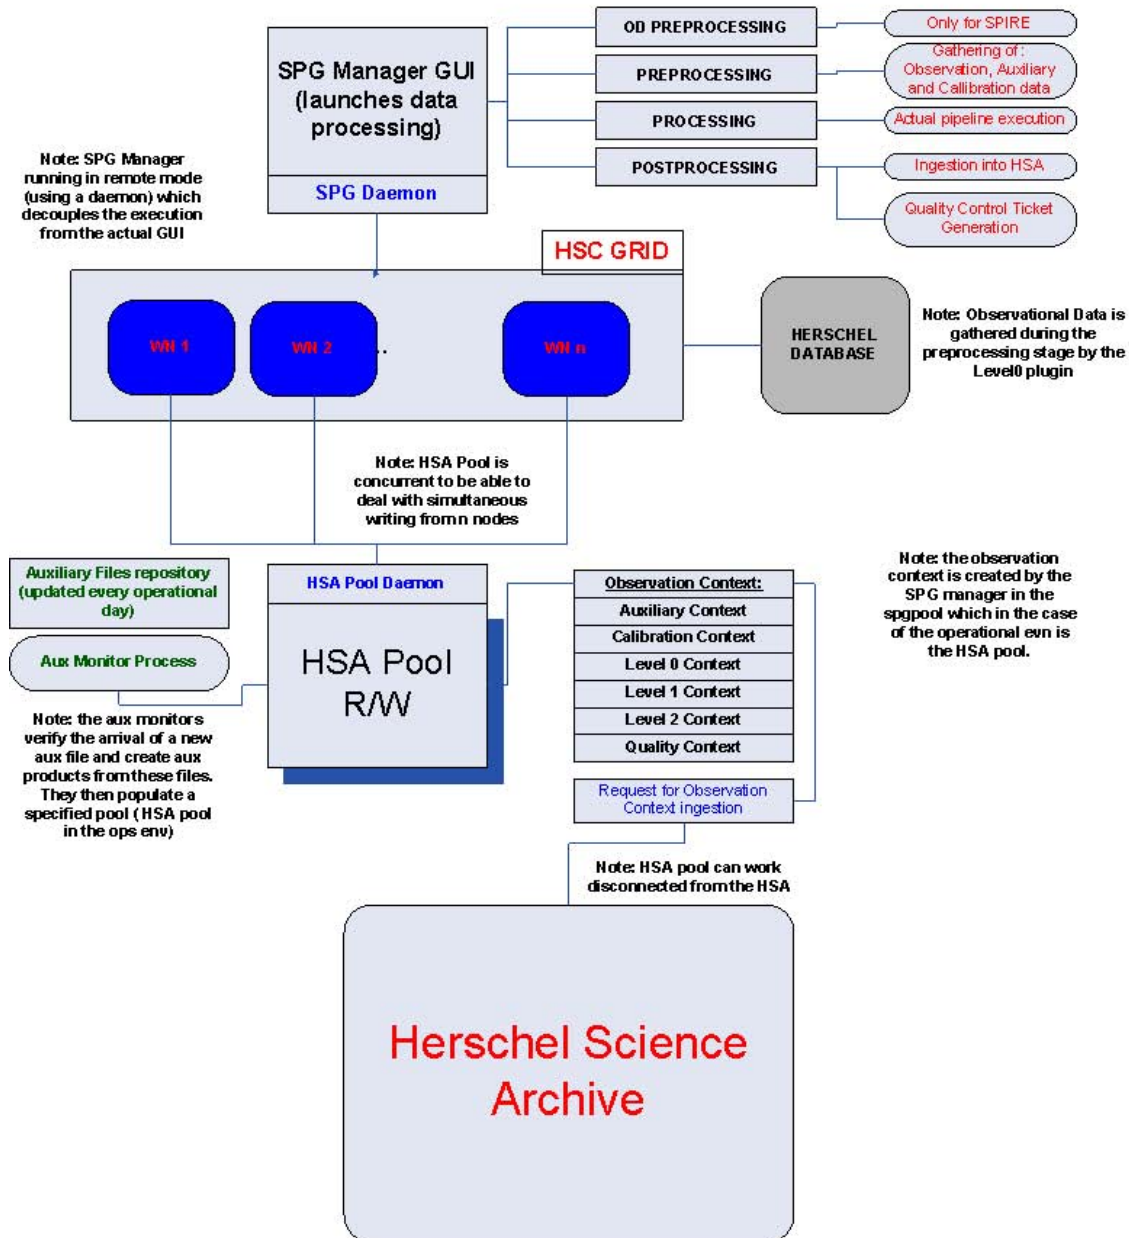 OD PREPROCESSING
Only for SPIRE
SPG Manager GUI
(launches data
processing)
PREPROCESSING
Gathering of :
Observation, Auxiliary
and Callibration data
PROCESSING
Actual pipeline execution
POSTPROCESSING
Ingestion into HSA
SPG Daemon
Quality Control Ticket
Generation
Note: SPG Manager
running in remote mode
(using a daemon) which
decouples the execution
from the actual GUI
HSC GRID
WN 1
WN 2
..
WN n
HERSCHEL
DATABASE
Note: Observational Data is
gathered during the
preprocessing stage by the
Level0 plugin
Note: HSA Pool is
concurrent to be able to
deal with simultaneous
writing from n nodes
Auxiliary Files repository
(updated every operational
day)
Aux Monitor Process
HSA Pool Daemon
HSA Pool
R/W
Observation Context:
Auxiliary Context
Calibration Context
Level 0 Context
Level 1 Context
Level 2 Context
Quality Context
Note: the observation
context is created by the
SPG manager in the
spgpool which in the case
of the operational evn is
the HSA pool.
Note: the aux monitors
verify the arrival of a new
aux file and create aux
products from these files.
They then populate a
specified pool ( HSA pool
in the ops env)
Request for Observation
Context ingestion
Note: HSA pool can work
disconnected from the HSA
Herschel Science
Archive